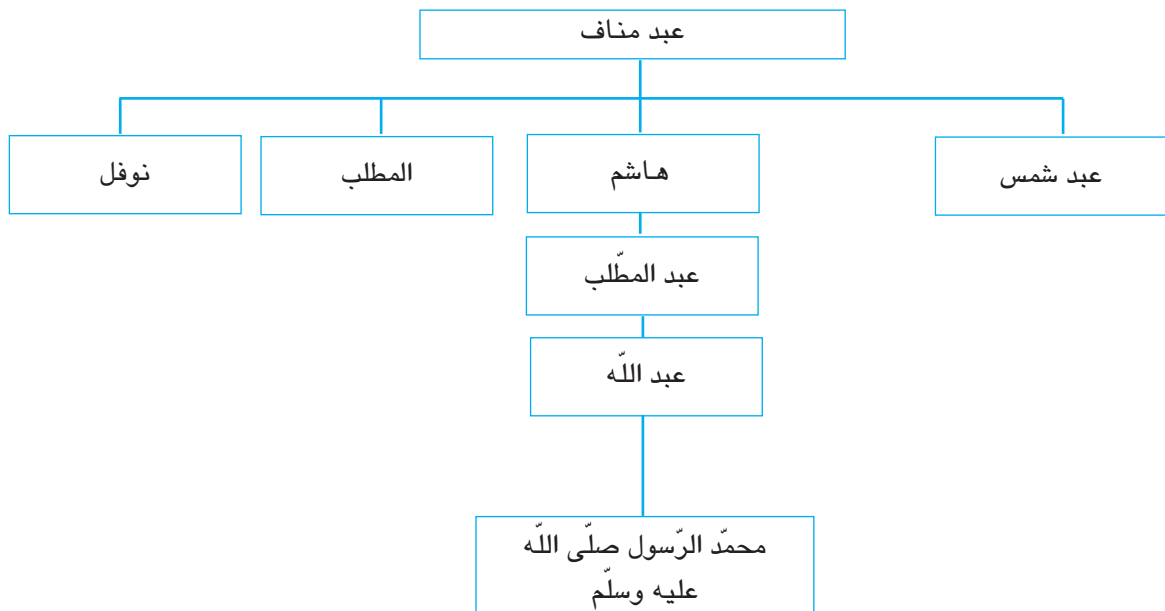 عبد مناف
عبد شمس
هاشم
المطلب
نوفل
عبد المطّلب
عبد اللّه
محمّد الرّسول صلّى اللّه
عليه وسلّم